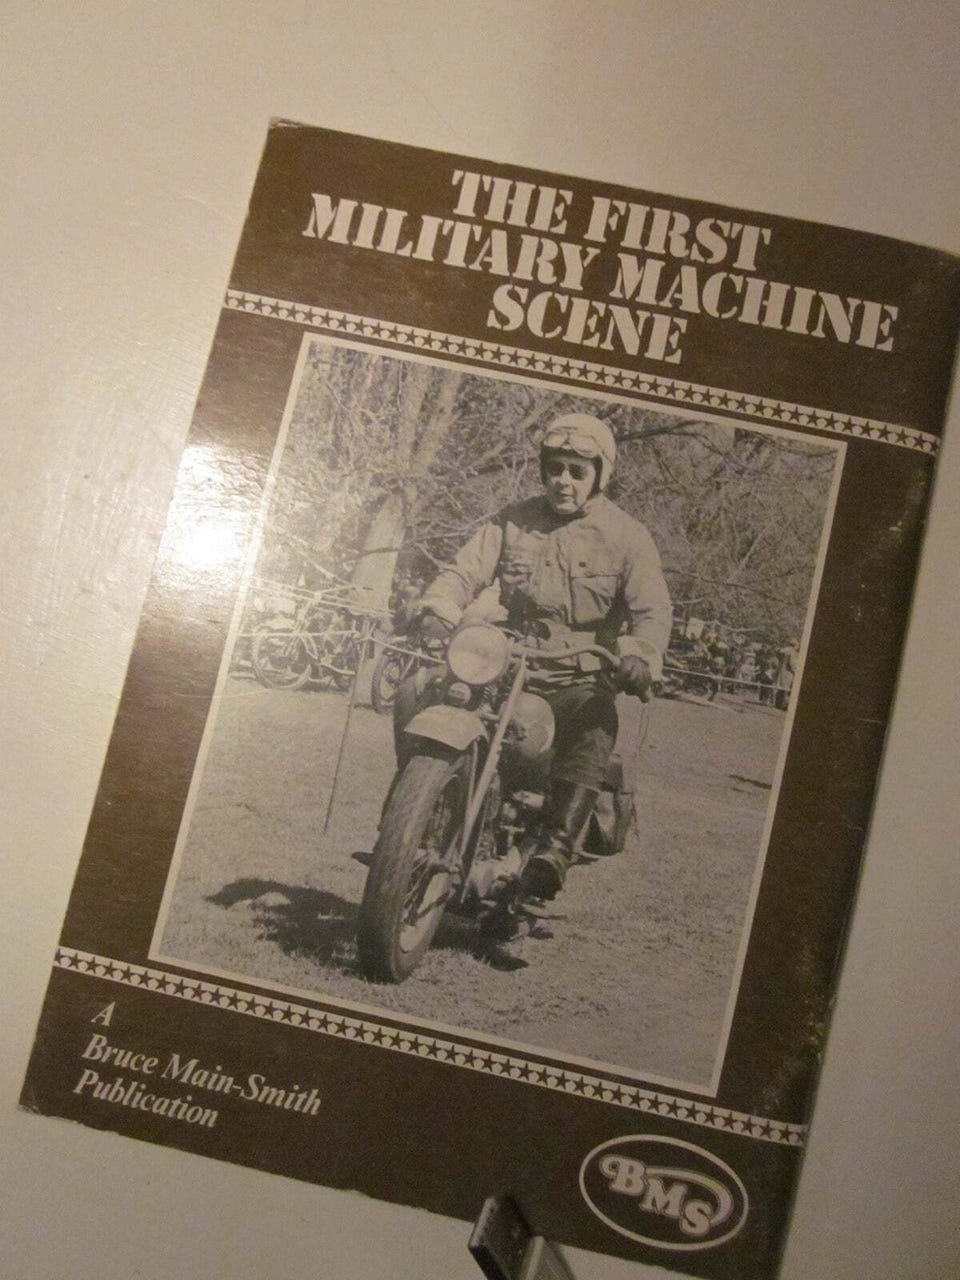 THE FIRST
MILITARY MACHINE
SCENE
A
Bruce Main-Smith
Publication
BMS